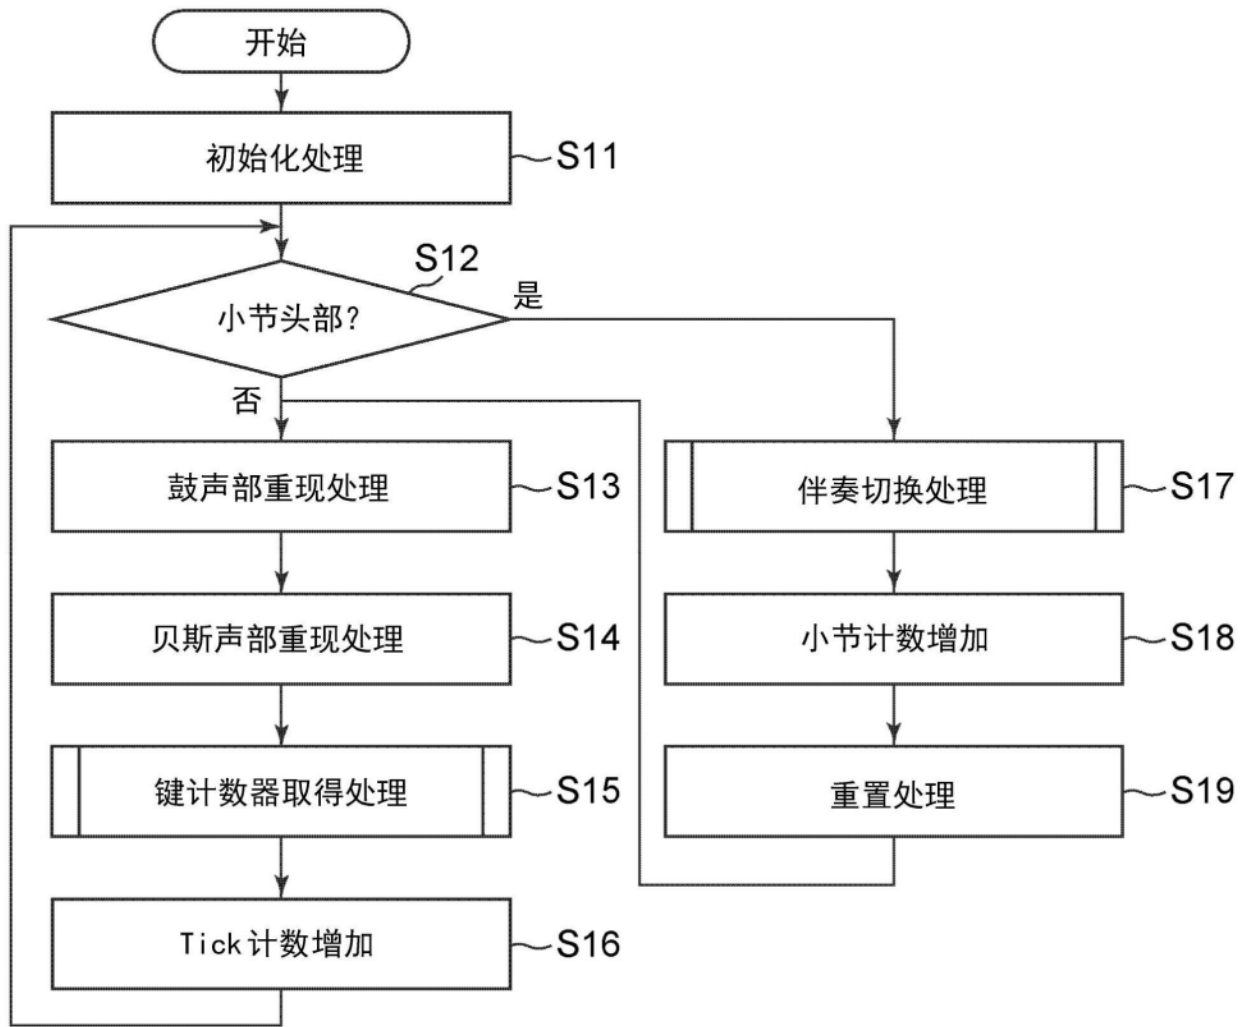 开始
初始化处理
S11
S12
小节头部?
是
否
鼓声部重现处理
S13
伴奏切换处理
S17
贝斯声部重现处理
S14
小节计数增加
S18
键计数器取得处理
S15
重置处理
S19
Tick计数增加
S16